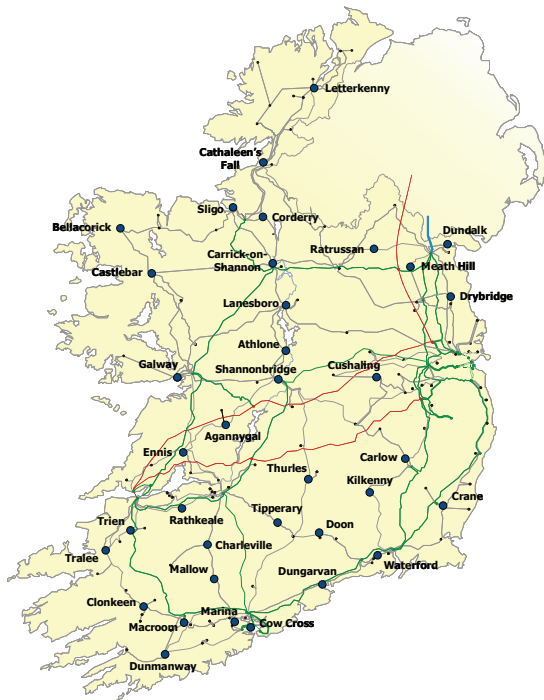 Letterkenny
Cathaleen's
Fall
Sligo
Corderry
Bellacorick
Dundalk
Ratrussan
Carrick-on-
Shannon
Meath Hill
Castlebar
Drybridge
Lanesboro
Athlone
Galway
Shannonbridge
Cushaling
Agannygal
Ennis
Thurles
Carlow
Kilkenny
Crane
Rathkeale
Tipperary
Trien
Doon
Charleville
Tralee
Mallow
Dungarvan
Waterford
Clonkeen
Marina
Macroom
Cow Cross
Dunmanway